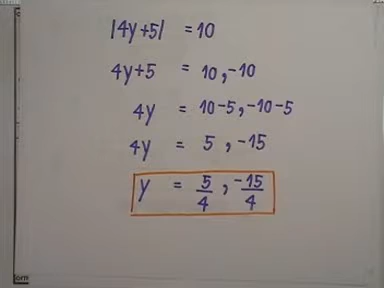 |4y+5| = 10
4y+5 = 10, -10
4y = 10-5, -10-5
4y = 5, -15
y = 5/4, -15/4